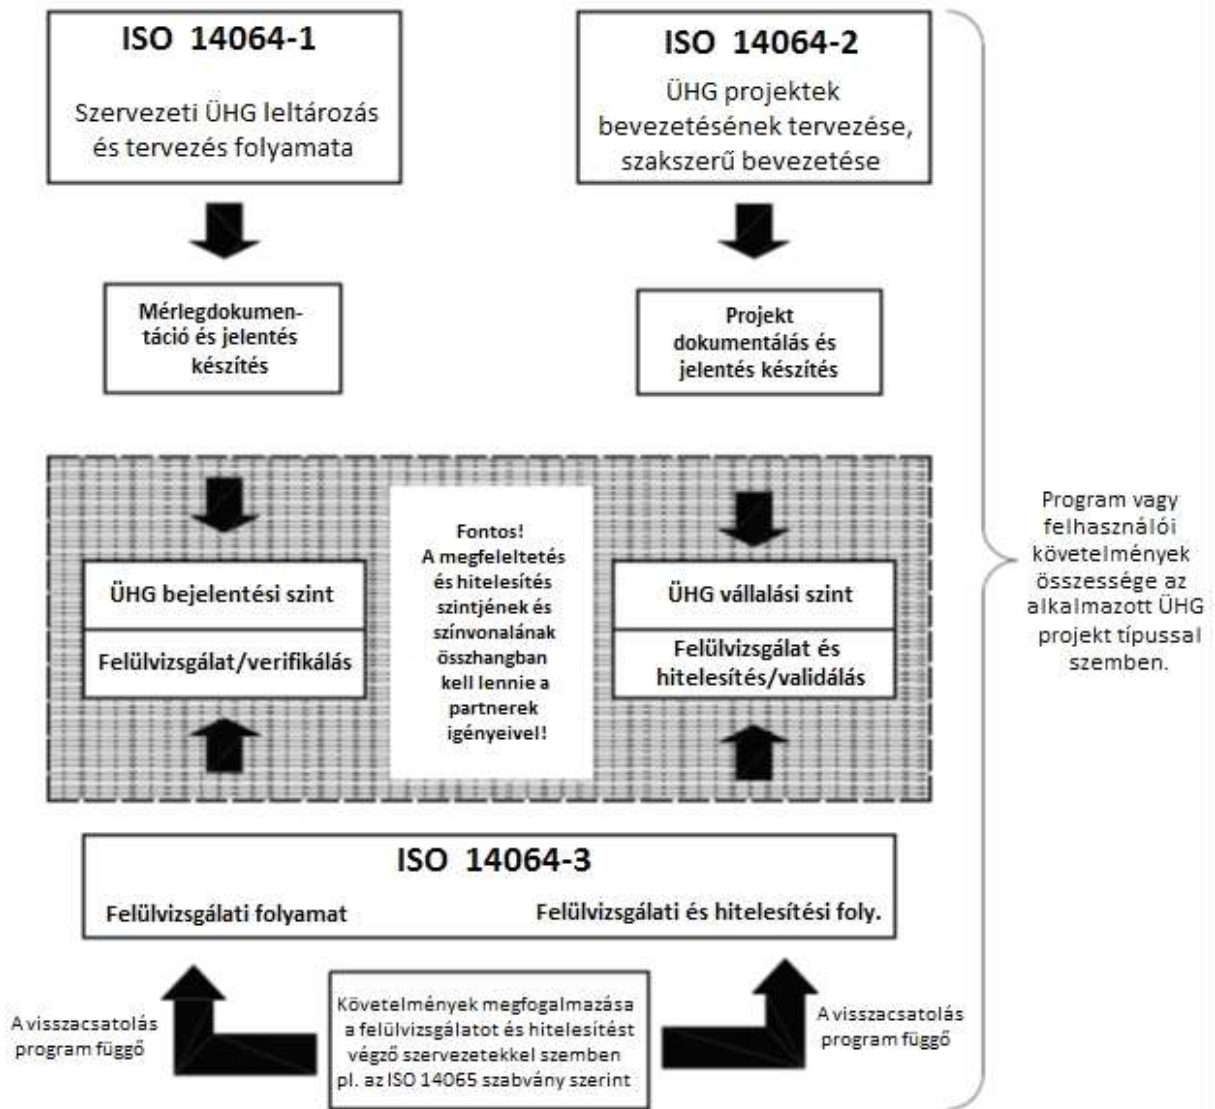 ISO 14064-1
Szervezeti ÜHG leltározás
és tervezés folyamata
ISO 14064-2
ÜHG projektek
bevezetésének tervezése,
szakszerű bevezetése
Mérlegdokumen-
táció és jelentés
készítés
Projekt
dokumentálás és
jelentés készítés
ÜHG bejelentési szint
Felülvizsgálat/verifikálás
Fontos!
A megfeleltetés
és hitelesítés
szintjének és
színvonalának
összhangban
kell lennie a
partnerek
igényeivel!
ÜHG vállalási szint
Felülvizsgálat és
hitelesítés/validálás
Program vagy
felhasználói
követelmények
összessége az
alkalmazott ÜHG
projekt típussal
szemben.
ISO 14064-3
Felülvizsgálati folyamat
Felülvizsgálati és hitelesítési foly.
A visszacsatolás
program függő
Követelmények megfogalmazása
a felülvizsgálatot és hitelesítést
végző szervezetekkel szemben
pl. az ISO 14065 szabvány szerint
A visszacsatolás
program függő